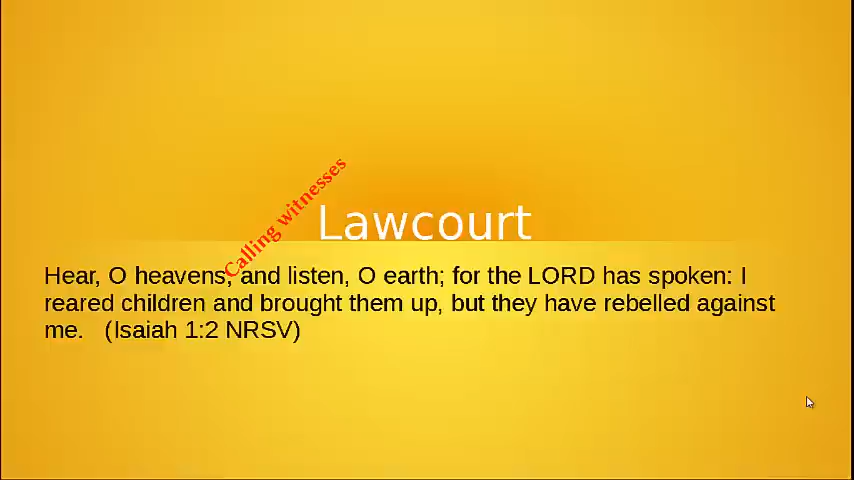 Calling witnesses
Lawcourt
Hear, O heavens, and listen, O earth; for the LORD has spoken: I
reared children and brought them up, but they have rebelled against
me.   (Isaiah 1:2 NRSV)